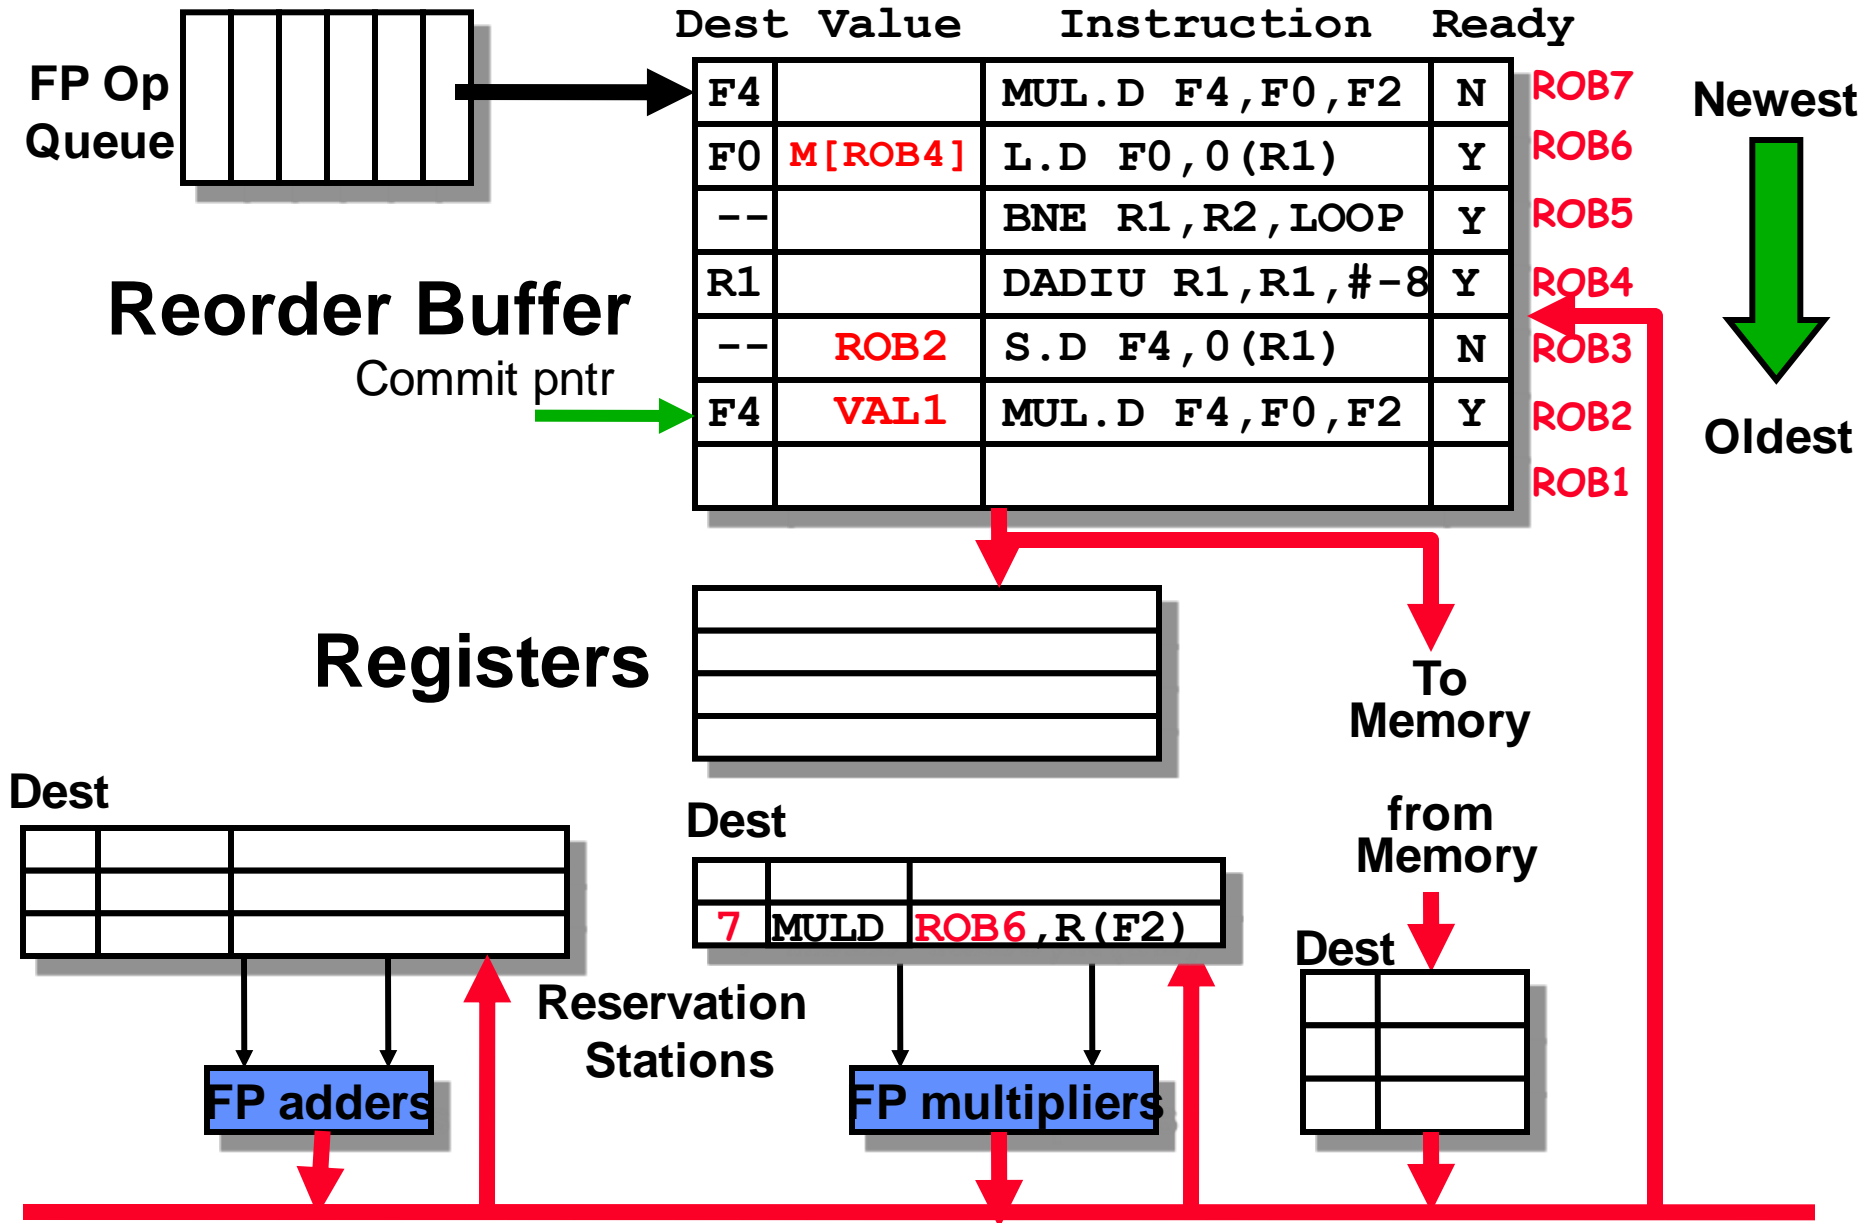 Dest Value Instruction Ready
FP Op
Queue
F4 MUL.D F4,F0,F2 N ROB7
F0 M[ROB4] L.D F0,0(R1) Y ROB6
-- BNE R1,R2,LOOP Y ROB5
R1 DADIU R1,R1,#-8 Y ROB4
-- ROB2 S.D F4,0(R1) N ROB3
F4 VAL1 MUL.D F4,F0,F2 Y ROB2
ROB1
Newest
Oldest
Reorder Buffer
Commit pntr
Registers
To
Memory
from
Memory
Dest
Dest
7 MULD ROB6,R(F2)
Dest
Reservation
Stations
FP adders
FP multipliers